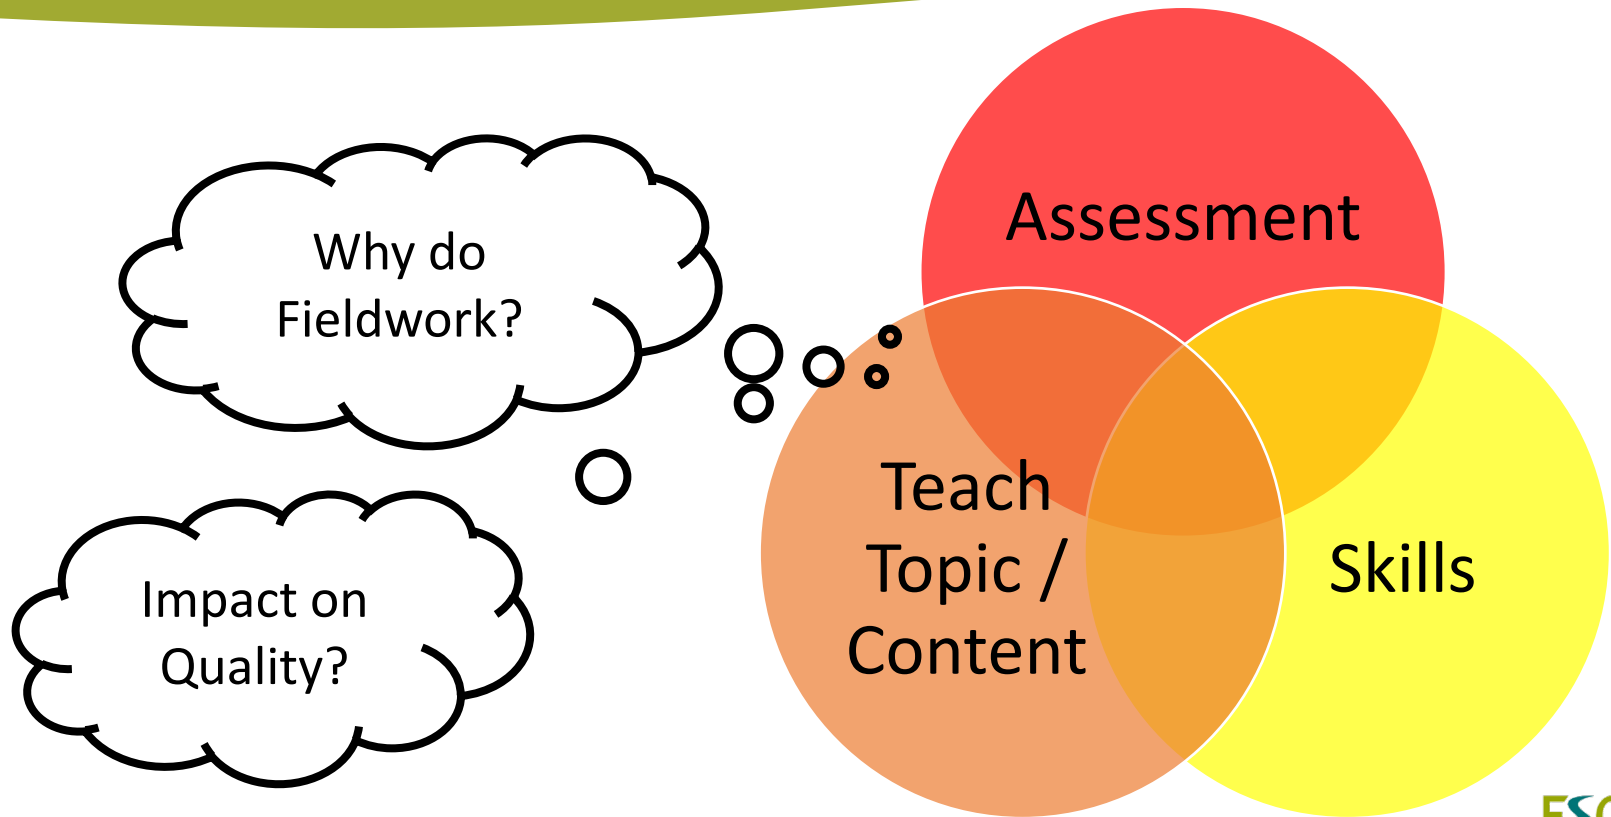 Why do
Fieldwork?
Impact on
Quality?
Assessment
Teach
Topic /
Content
Skills